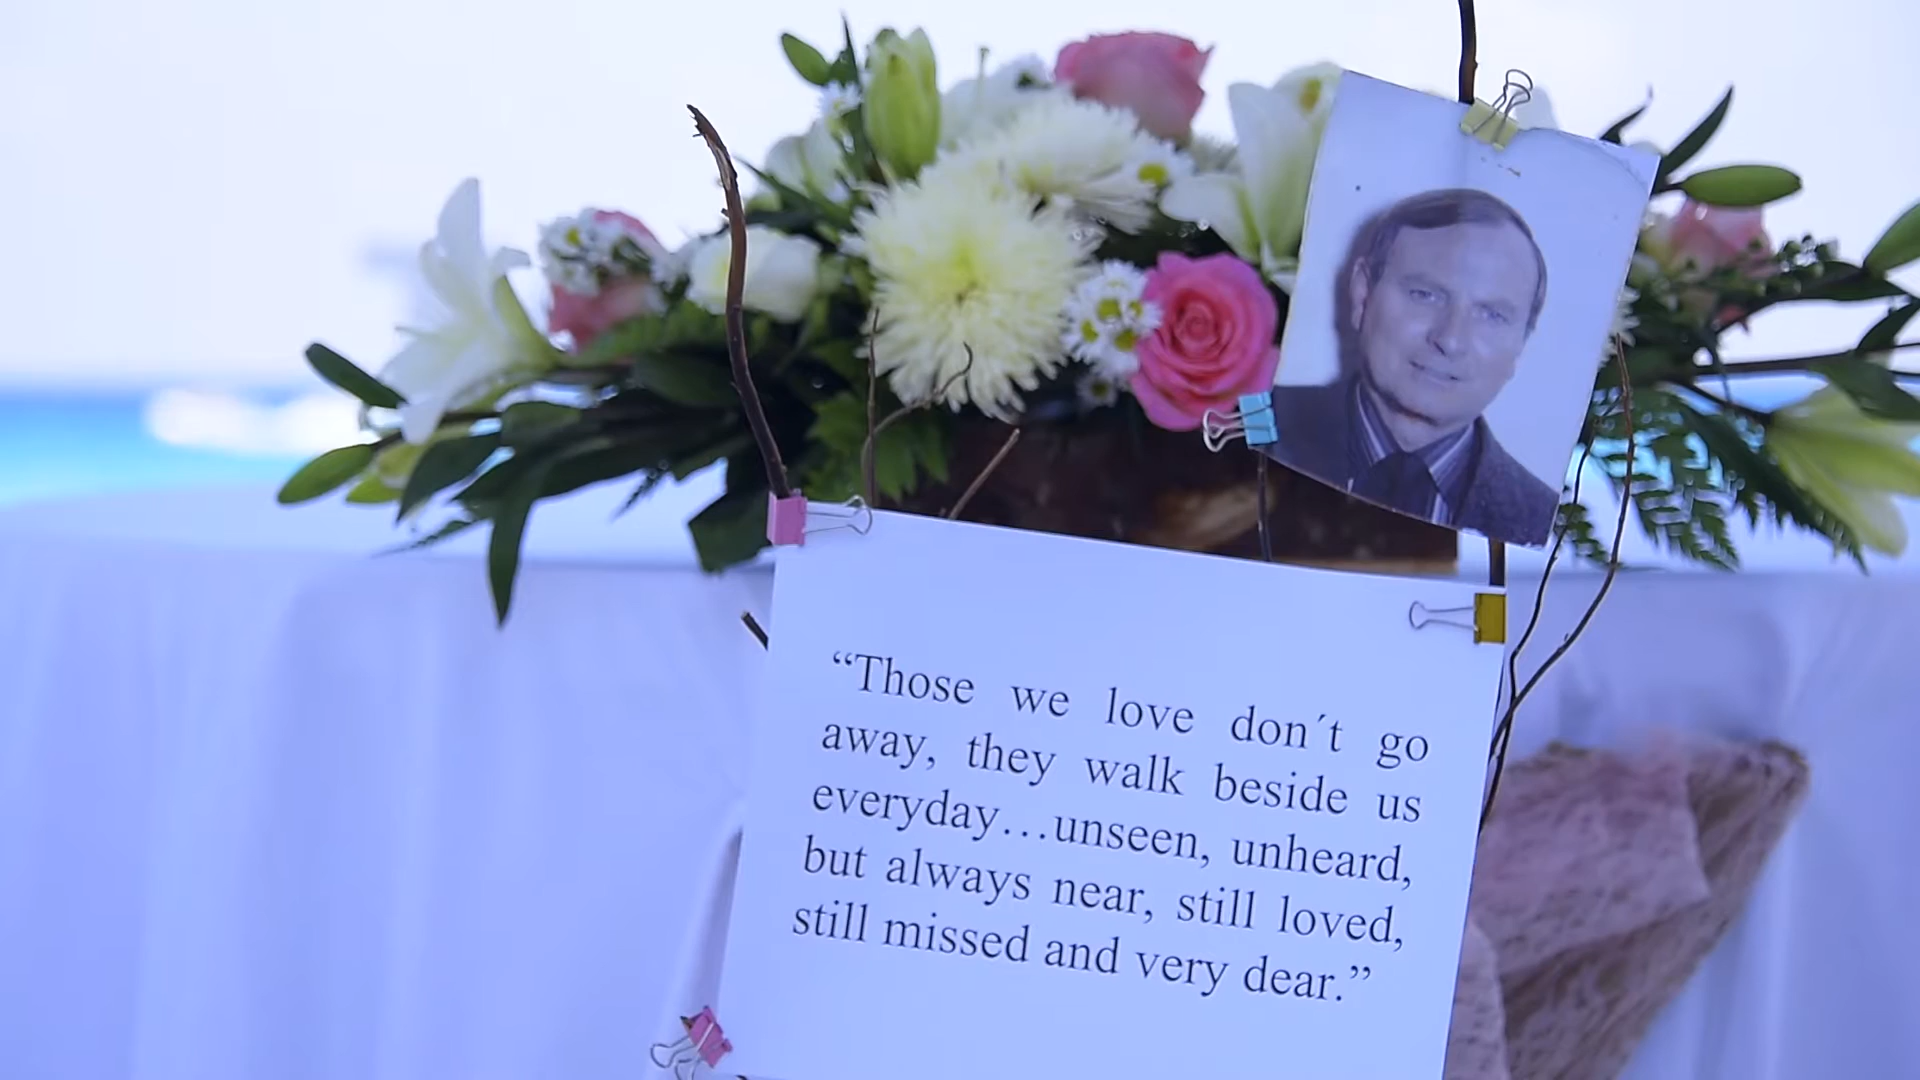 “Those we love don´t go
away, they walk beside us
everyday…unseen, unheard,
but always near, still loved,
still missed and very dear.”